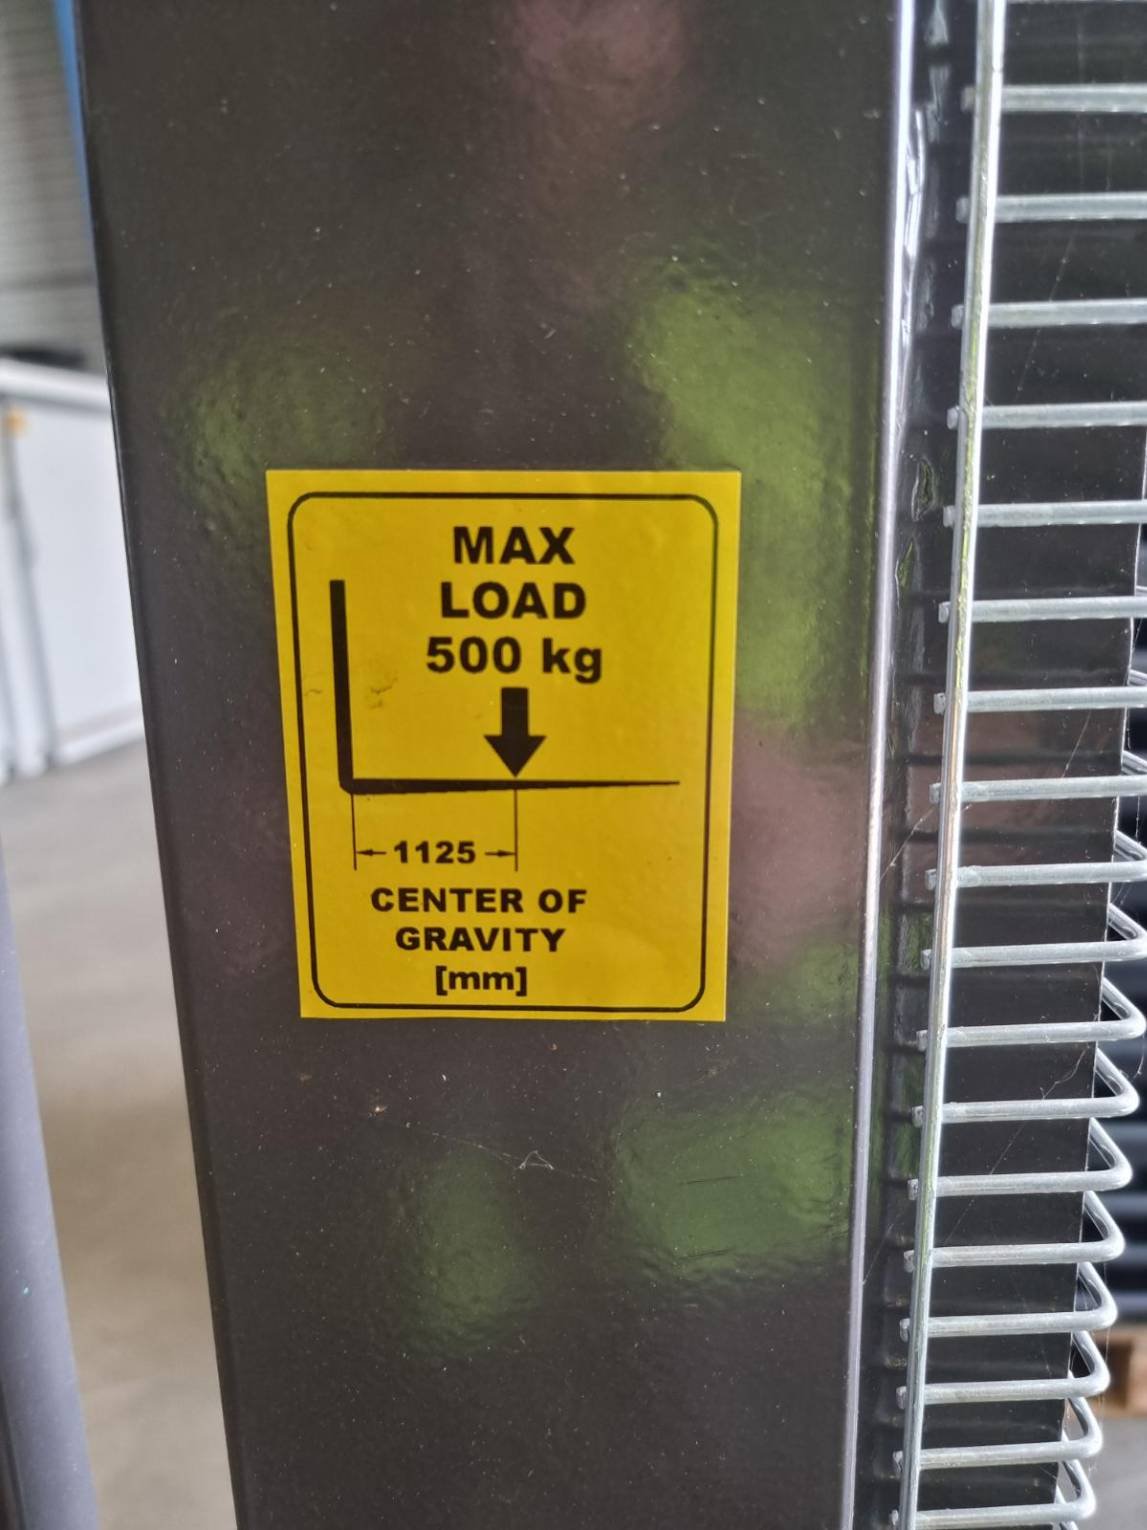 MAX
LOAD
500 kg
1125
CENTER OF
GRAVITY
[mm]